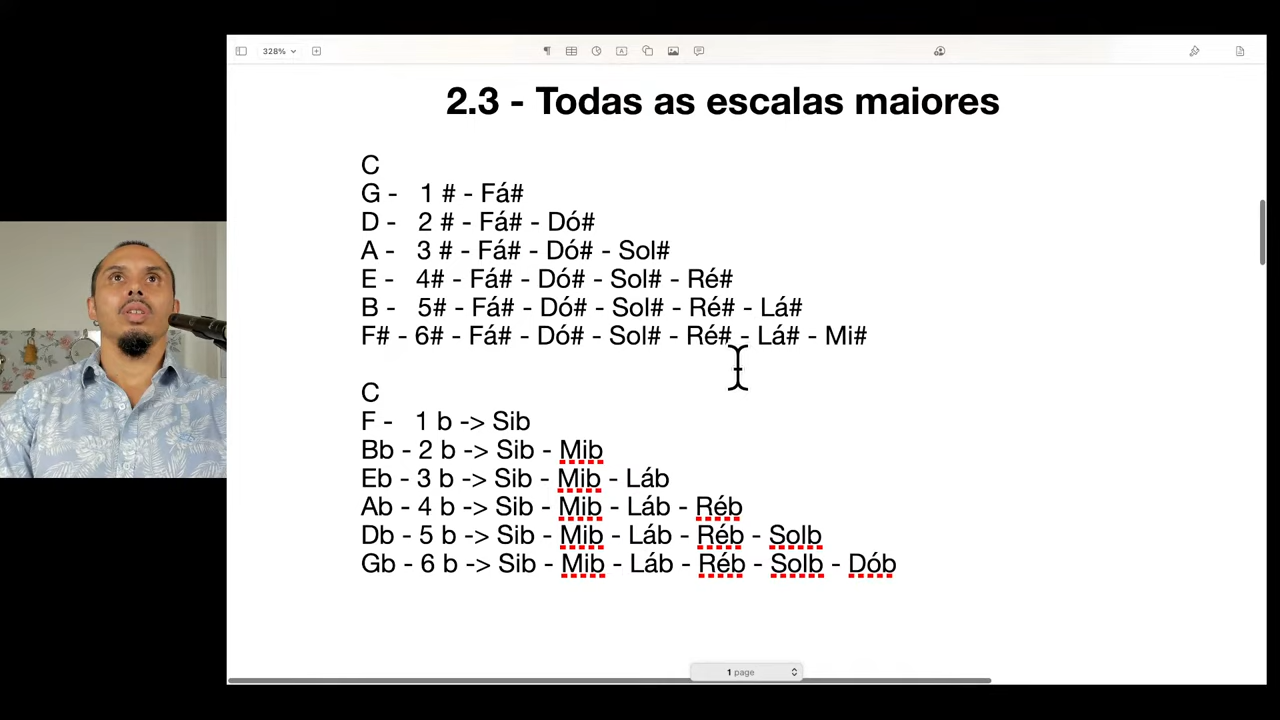 328%
2.3 - Todas as escalas maiores
C
G - 1 # - Fá#
D - 2 # - Fá# - Dó#
A - 3 # - Fá# - Dó# - Sol#
E - 4# - Fá# - Dó# - Sol# - Ré#
B - 5# - Fá# - Dó# - Sol# - Ré# - Lá#
F# - 6# - Fá# - Dó# - Sol# - Ré# - Lá# - Mi#
C
F - 1 b -> Sib
Bb - 2 b -> Sib - Mib
Eb - 3 b -> Sib - Mib - Láb
Ab - 4 b -> Sib - Mib - Láb - Réb
Db - 5 b -> Sib - Mib - Láb - Réb - Solb
Gb - 6 b -> Sib - Mib - Láb - Réb - Solb - Dób
1 page